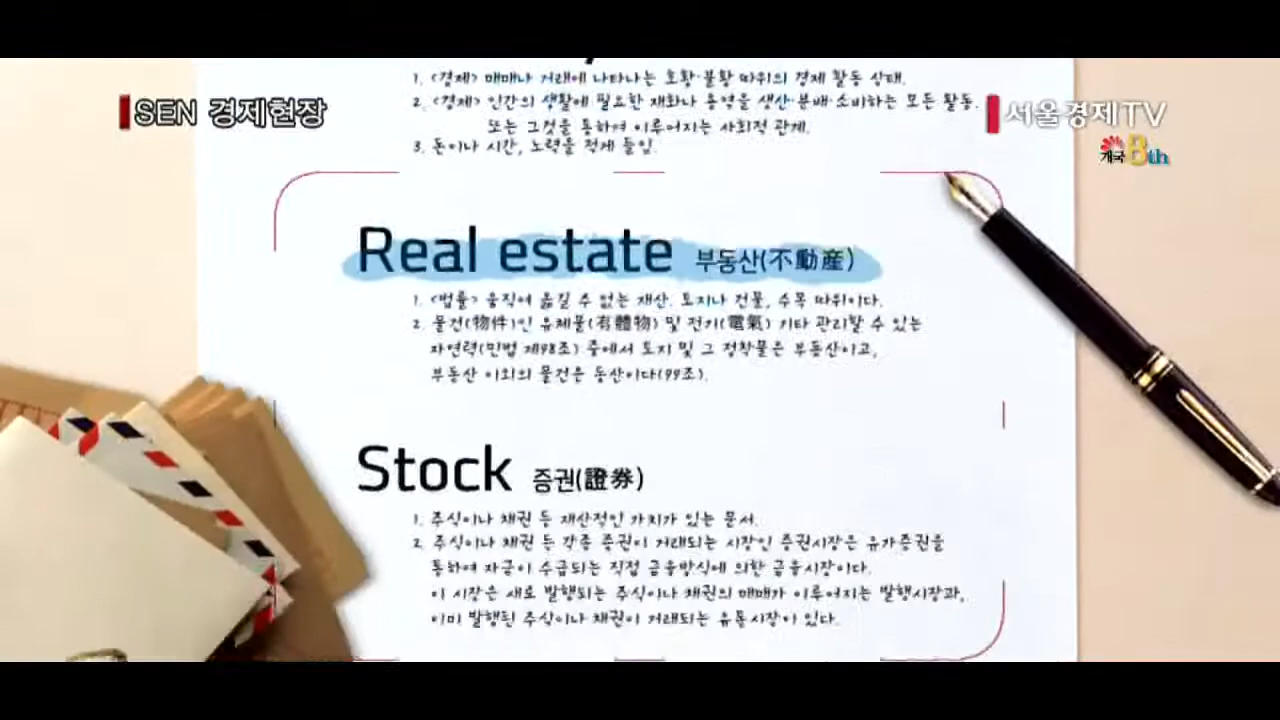 SEN 경제현장
서울경제TV
개국 8th
1. <경제> 매매나 거래에 나타나는 호황·불황 따위의 경제 활동 상태.
2. <경제> 인간의 생활에 필요한 재화나 용역을 생산·분배·소비하는 모든 활동.
또는 그것을 통하여 이루어지는 사회적 관계.
3. 돈이나 시간, 노력을 적게 들임.
Real estate 부동산(不動産)
1. <법률> 움직여 옮길 수 없는 재산. 토지나 건물, 수목 따위이다.
2. 물건(物件)인 유체물(有體物) 및 전기(電氣) 기타 관리할 수 있는
자연력(민법 제98조) 중에서 토지 및 그 정착물은 부동산이고,
부동산 이외의 물건은 동산이다(99조).
Stock 증권(證券)
1. 주식이나 채권 등 재산적인 가치가 있는 문서.
2. 주식이나 채권 등 각종 증권이 거래되는 시장인 증권시장은 유가증권을
통하여 자금이 수급되는 직접 금융방식에 의한 금융시장이다.
이 시장은 새로 발행되는 주식이나 채권의 매매가 이루어지는 발행시장과,
이미 발행된 주식이나 채권이 거래되는 유통시장이 있다.